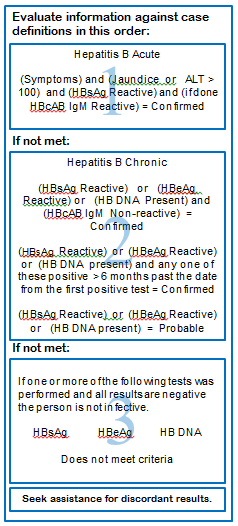 Evaluate information against case
definitions in this order:
Hepatitis B Acute
(Symptoms) and (Jaundice or ALT >
100) and (HBsAg Reactive) and (if done
HBcAB IgM Reactive) = Confirmed
1
If not met:
Hepatitis B Chronic
(HBsAg Reactive) or (HBeAg
Reactive) or (HB DNA Present) and
(HBcAB IgM Non-reactive) =
Confirmed
2
(HBsAg Reactive) or (HBeAg Reactive)
or (HB DNA present) and any one of
these positive > 6 months past the date
from the first positive test = Confirmed
(HBsAg Reactive) or (HBeAg Reactive)
or (HB DNA present) = Probable
If not met:
If one or more of the following tests was
performed and all results are negative
the person is not infective.
3
HBsAg HBeAg HB DNA
Does not meet criteria
Seek assistance for discordant results.